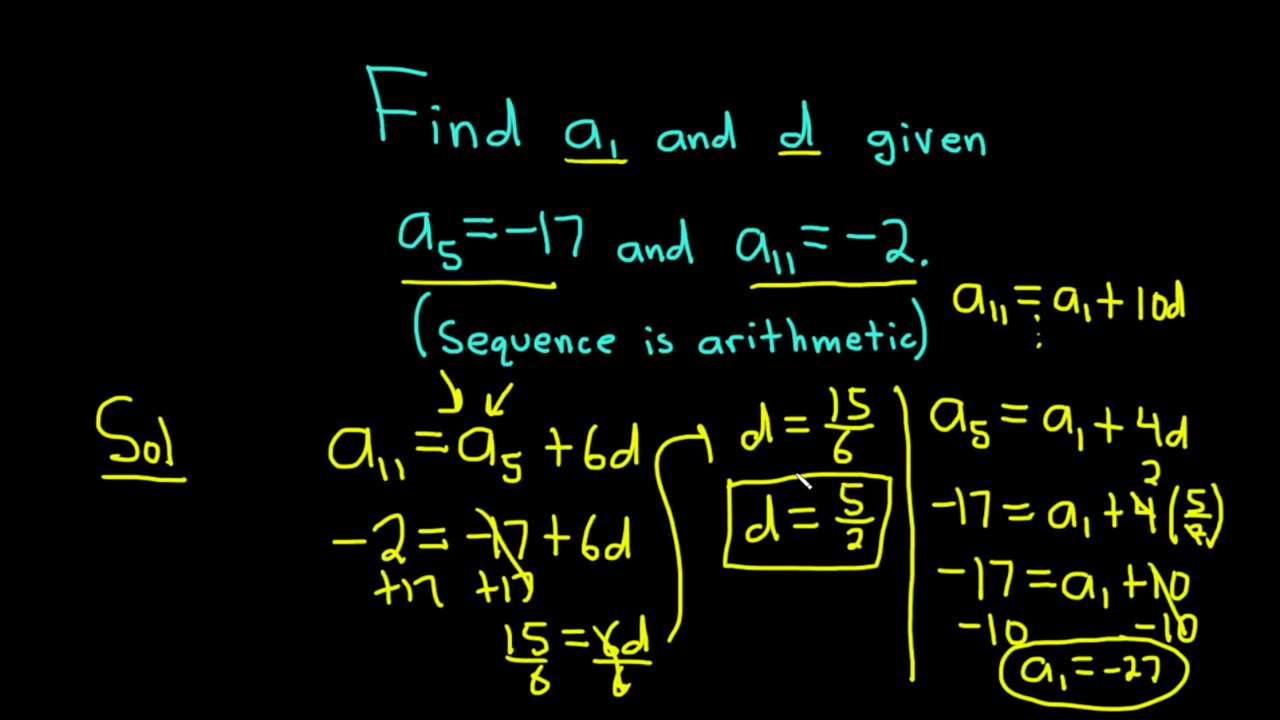 Find a₁ and d given
a₅ = -17 and a₁₁ = -2.
(Sequence is arithmetic)
a₁₁ = a₁ + 10d
Sol
a₁₁ = a₅ + 6d
-2 = -17 + 6d
+17 +17
15/6 = 6d/6
d = 15/6
d = 5/2
a₅ = a₁ + 4d
2
-17 = a₁ + 4(5/2)
-17 = a₁ + 10
-10 -10
a₁ = -27